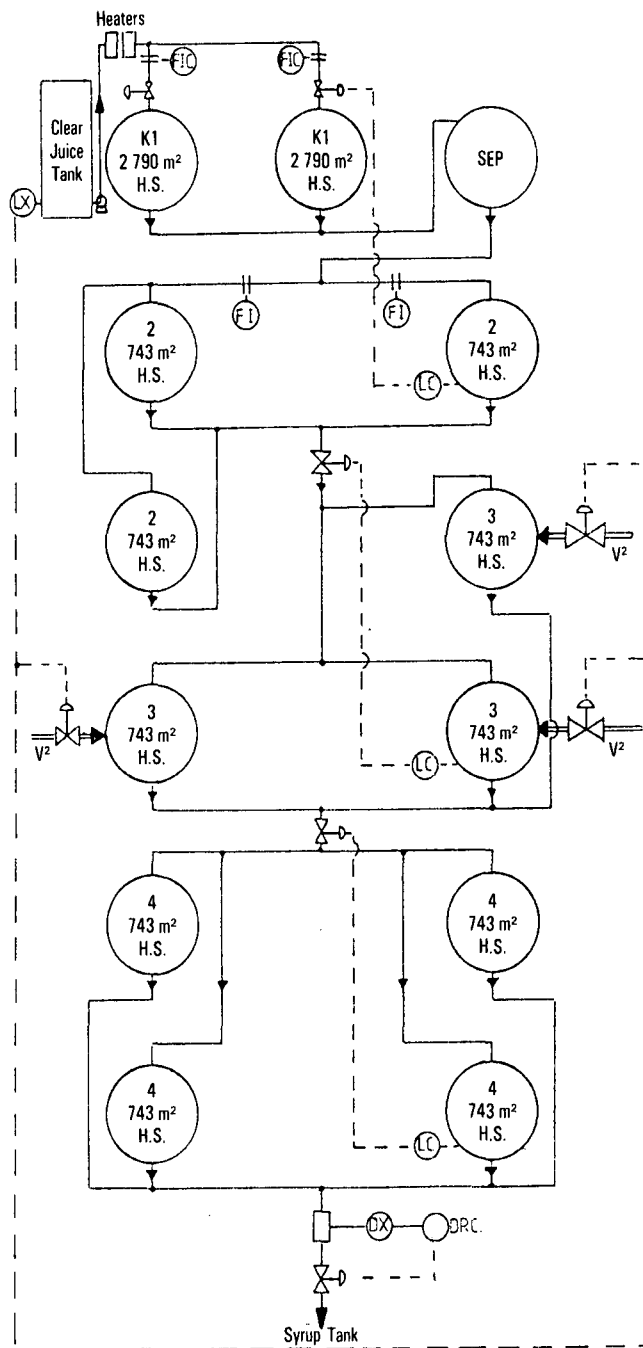 Heaters
FIC
FIC
Clear
Juice
Tank
K1
2 790 m²
H.S.
K1
2 790 m²
H.S.
SEP
LX
FI
FI
2
743 m²
H.S.
2
743 m²
H.S.
LC
2
743 m²
H.S.
3
743 m²
H.S.
V²
3
743 m²
H.S.
V²
3
743 m²
H.S.
V²
LC
4
743 m²
H.S.
4
743 m²
H.S.
4
743 m²
H.S.
4
743 m²
H.S.
LC
DX
DRC.
Syrup Tank